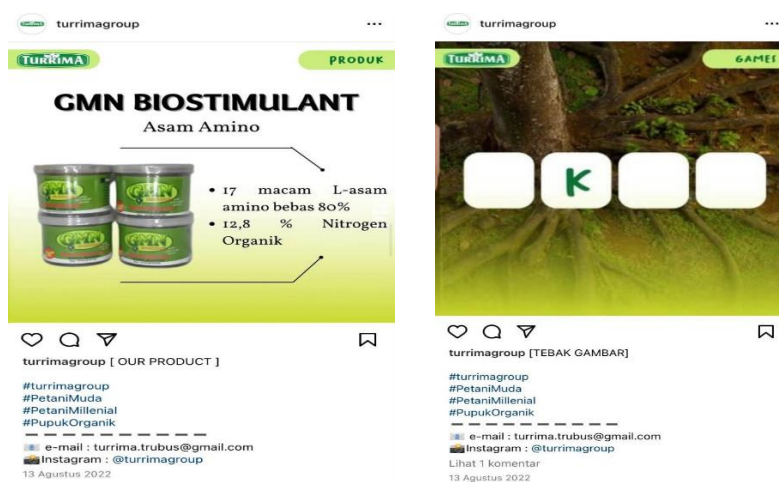 turrimagroup
TURRIMA
PRODUK
GMN BIOSTIMULANT
Asam Amino
GMN
GMN
GMN
GMN
• 17 macam L-asam
amino bebas 80%
• 12,8 % Nitrogen
Organik
turrimagroup [ OUR PRODUCT ]
#turrimagroup
#PetaniMuda
#PetaniMillenial
#PupukOrganik
e-mail : turrima.trubus@gmail.com
Instagram : @turrimagroup
13 Agustus 2022
turrimagroup
TURRIMA
GAMES
K
turrimagroup [TEBAK GAMBAR]
#turrimagroup
#PetaniMuda
#PetaniMillenial
#PupukOrganik
e-mail : turrima.trubus@gmail.com
Instagram : @turrimagroup
Lihat 1 komentar
13 Agustus 2022